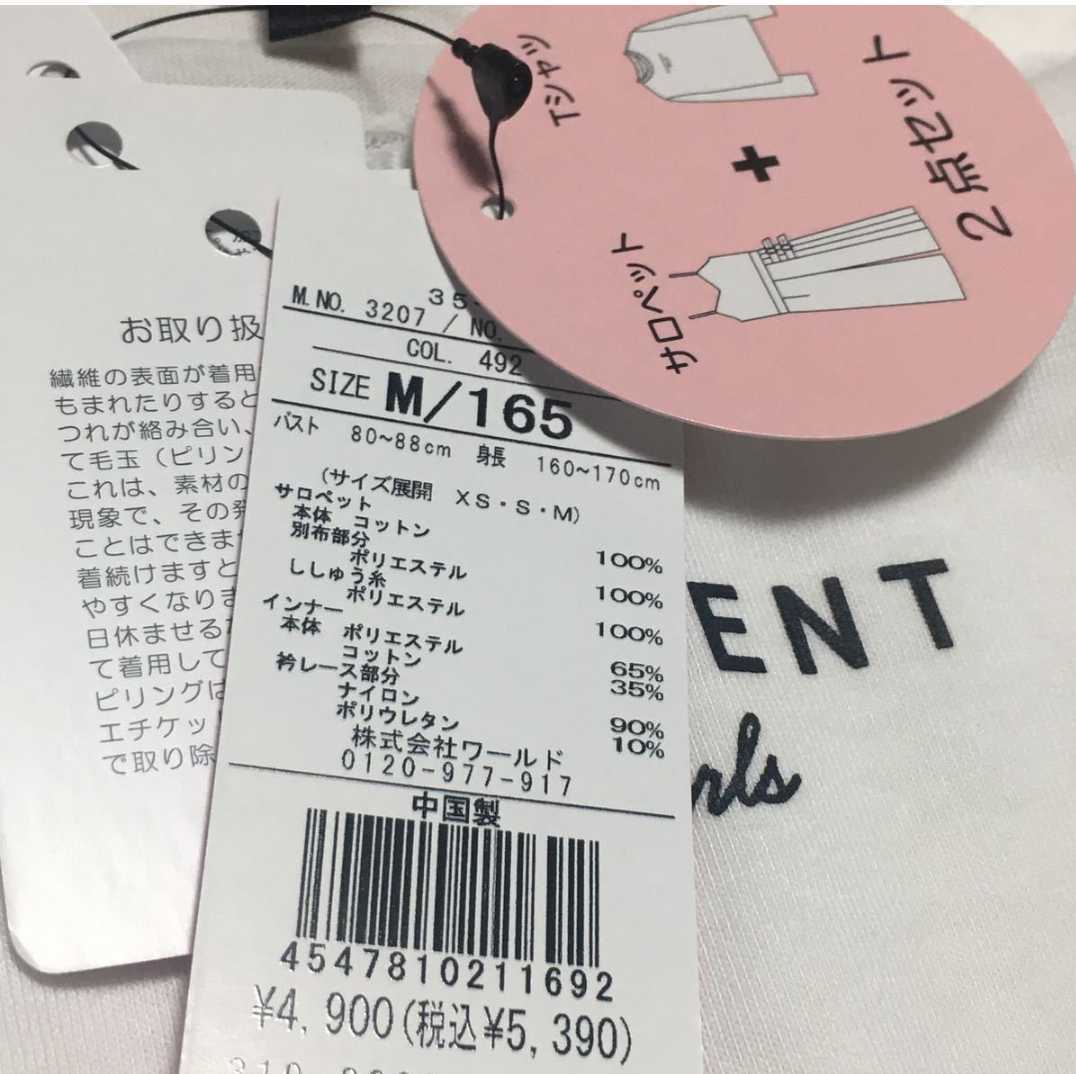 Tシャツ
+
サロペット
2点セット
お取り扱
繊維の表面が着用
もまれたりすると
つれが絡み合い、
て毛玉（ピリン
これは、素材の
現象で、その発
ことはできま
着続けますと
やすくなりま
日休ませる
て着用して
ピリングは
エチケッ
で取り除
35-
M.NO. 3207 / NO.
COL. 492
SIZE M/165
バスト 80~88cm 身長 160~170cm
(サイズ展開 XS・S・M)
サロペット
本体 コットン 100%
別布部分
ポリエステル 100%
ししゅう糸
ポリエステル 100%
インナー
本体 ポリエステル 65%
コットン 35%
衿レース部分
ナイロン 90%
ポリウレタン 10%
株式会社ワールド
0120-977-917
中国製
4547810211692
¥4,900(税込¥5,390)
ENT
rls